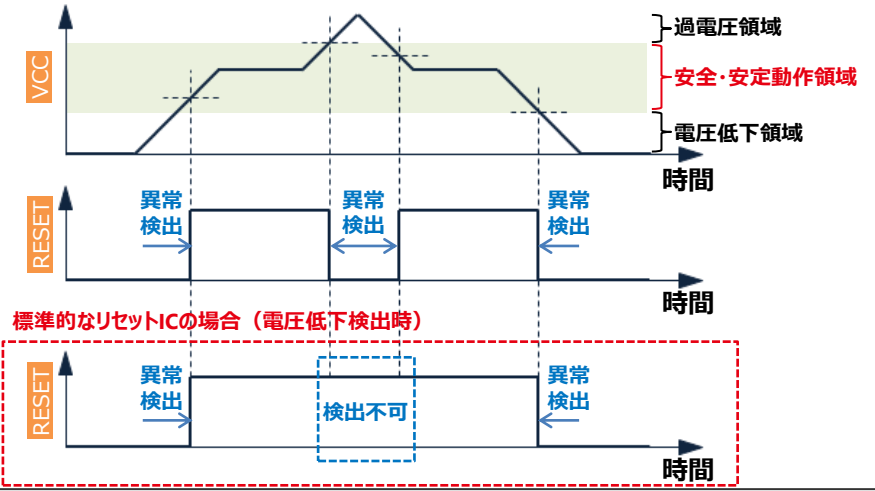 VCC
過電圧領域
安全・安定動作領域
電圧低下領域
時間
RESET
異常
検出
異常
検出
異常
検出
時間
標準的なリセットICの場合（電圧低下検出時）
RESET
異常
検出
検出不可
異常
検出
時間